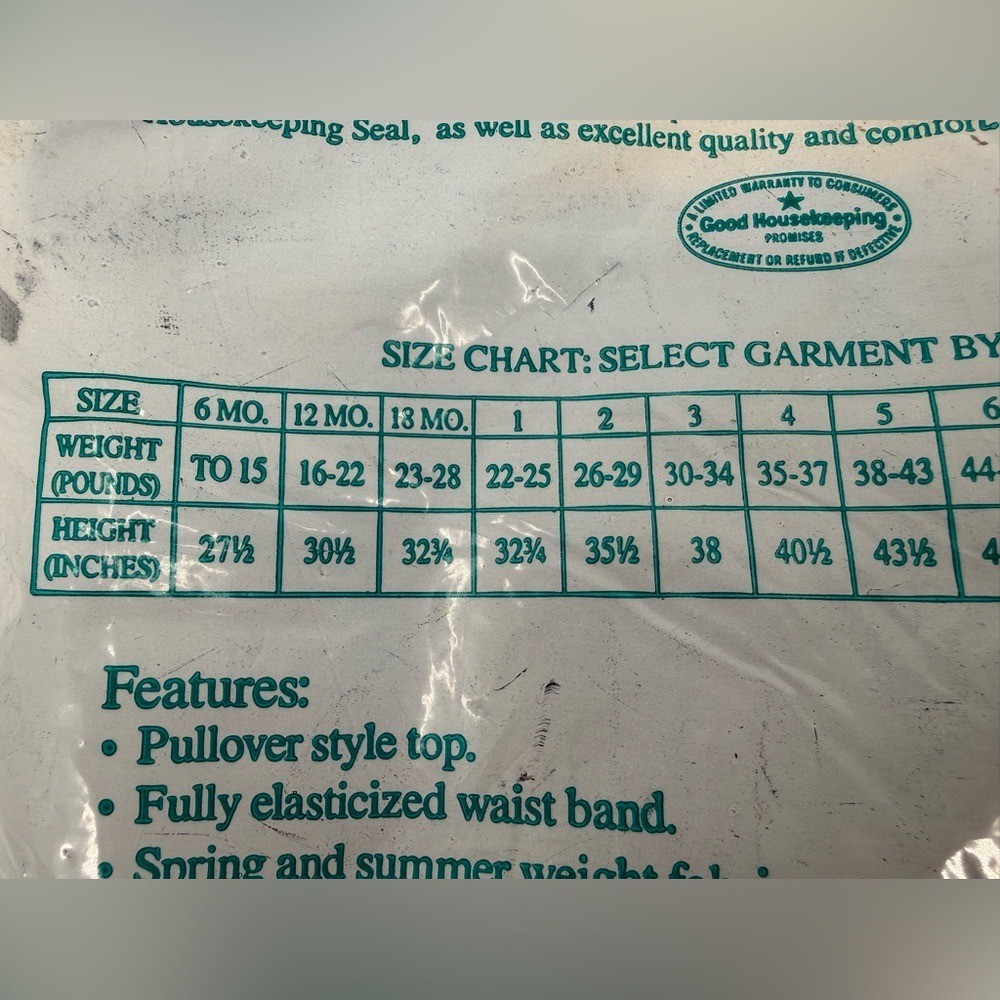 Housekeeping Seal, as well as excellent quality and comfort
A LIMITED WARRANTY TO CONSUMERS
Good Housekeeping
PROMISES
REPLACEMENT OR REFUND IF DEFECTIVE
SIZE CHART: SELECT GARMENT BY
SIZE 6 MO. 12 MO. 18 MO. 1 2 3 4 5 6
WEIGHT (POUNDS) TO 15 16-22 23-28 22-25 26-29 30-34 35-37 38-43 44-
HEIGHT (INCHES) 27½ 30½ 32¾ 32¾ 35½ 38 40½ 43½ 4
Features:
• Pullover style top.
• Fully elasticized waist band.
• Spring and summer weight